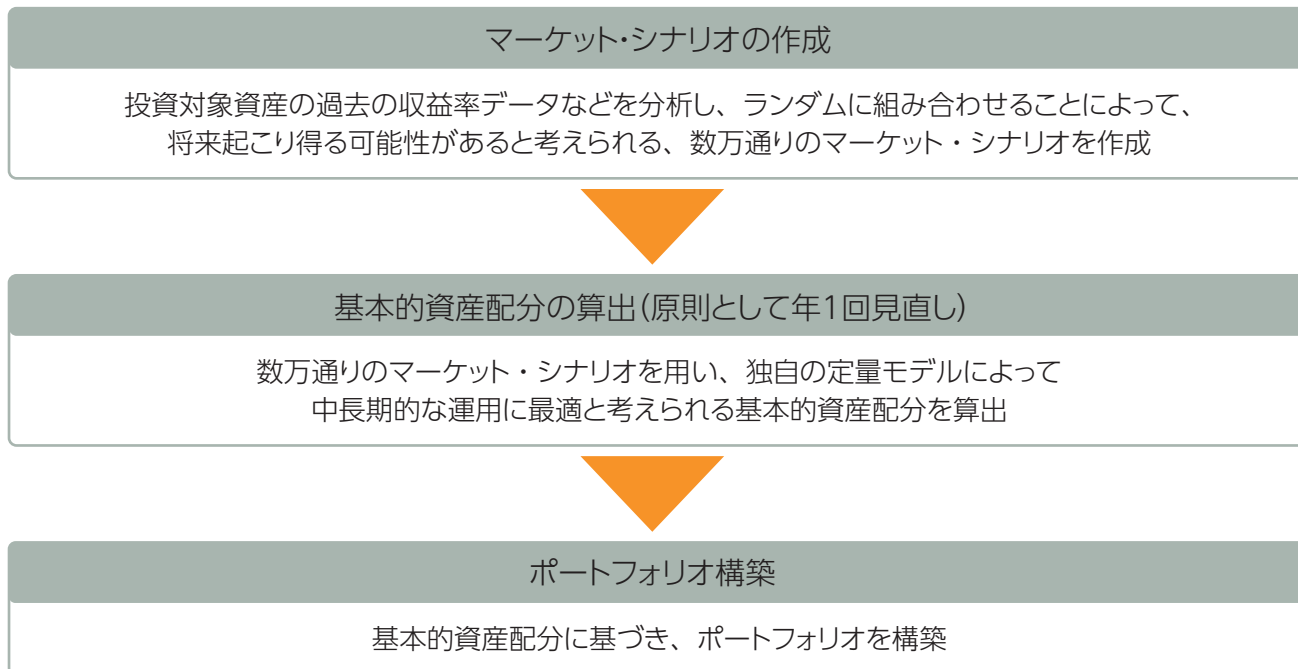 マーケット・シナリオの作成
投資対象資産の過去の収益率データなどを分析し、ランダムに組み合わせることによって、
将来起こり得る可能性があると考えられる、数万通りのマーケット・シナリオを作成
基本的資産配分の算出(原則として年1回見直し)
数万通りのマーケット・シナリオを用い、独自の定量モデルによって
中長期的な運用に最適と考えられる基本的資産配分を算出
ポートフォリオ構築
基本的資産配分に基づき、ポートフォリオを構築